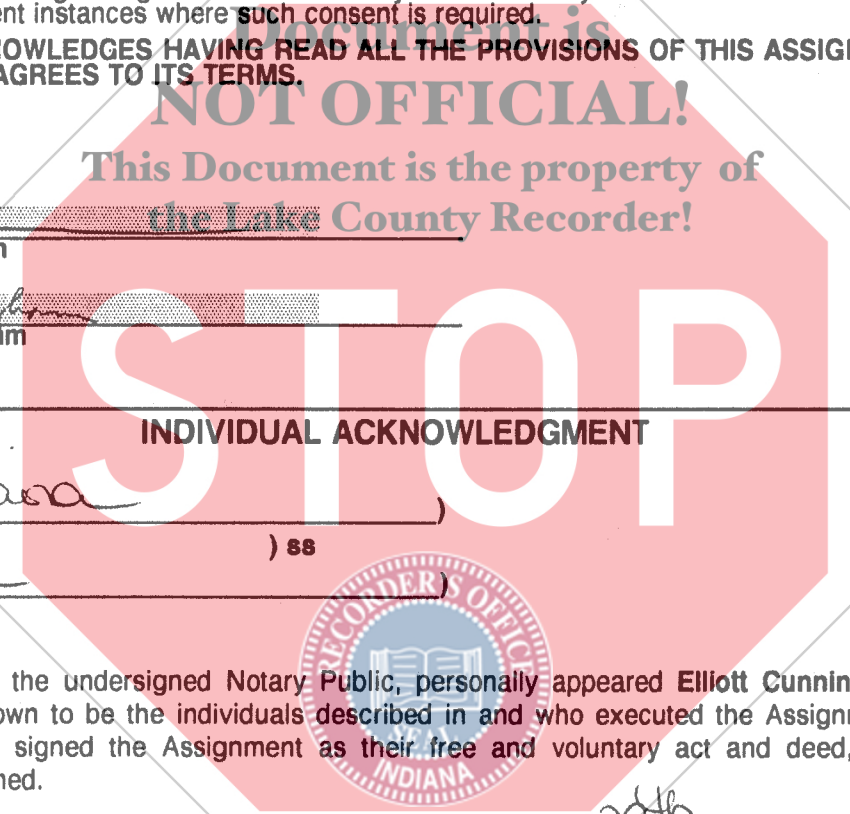 ent instances where such consent is required.
Document is
OWLEDGES HAVING READ ALL THE PROVISIONS OF THIS ASSIG
AGREES TO ITS TERMS.
NOT OFFICIAL!
This Document is the property of
the Lake County Recorder!
STOP
INDIVIDUAL ACKNOWLEDGMENT
)
) ss
)
RECORDER'S OFFICE
SEAL
INDIANA
the undersigned Notary Public, personally appeared Elliott Cunnin
own to be the individuals described in and who executed the Assign
signed the Assignment as their free and voluntary act and deed,
ned.